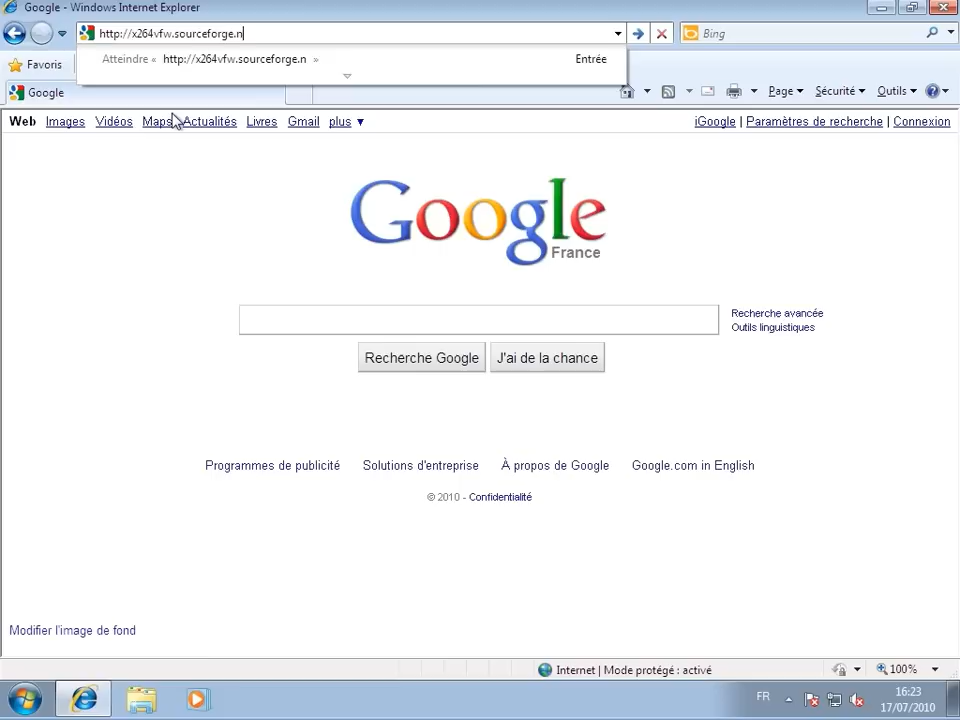 Google - Windows Internet Explorer
http://x264vfw.sourceforge.n
Bing
Atteindre « http://x264vfw.sourceforge.n » Entrée
Favoris
Google
Page
Sécurité
Outils
Web Images Vidéos Maps Actualités Livres Gmail plus ▼
iGoogle | Paramètres de recherche | Connexion
Google
France
Recherche avancée
Outils linguistiques
Recherche Google
J'ai de la chance
Programmes de publicité
Solutions d'entreprise
À propos de Google
Google.com in English
© 2010 - Confidentialité
Modifier l'image de fond
Internet | Mode protégé : activé
100%
FR
16:23
17/07/2010